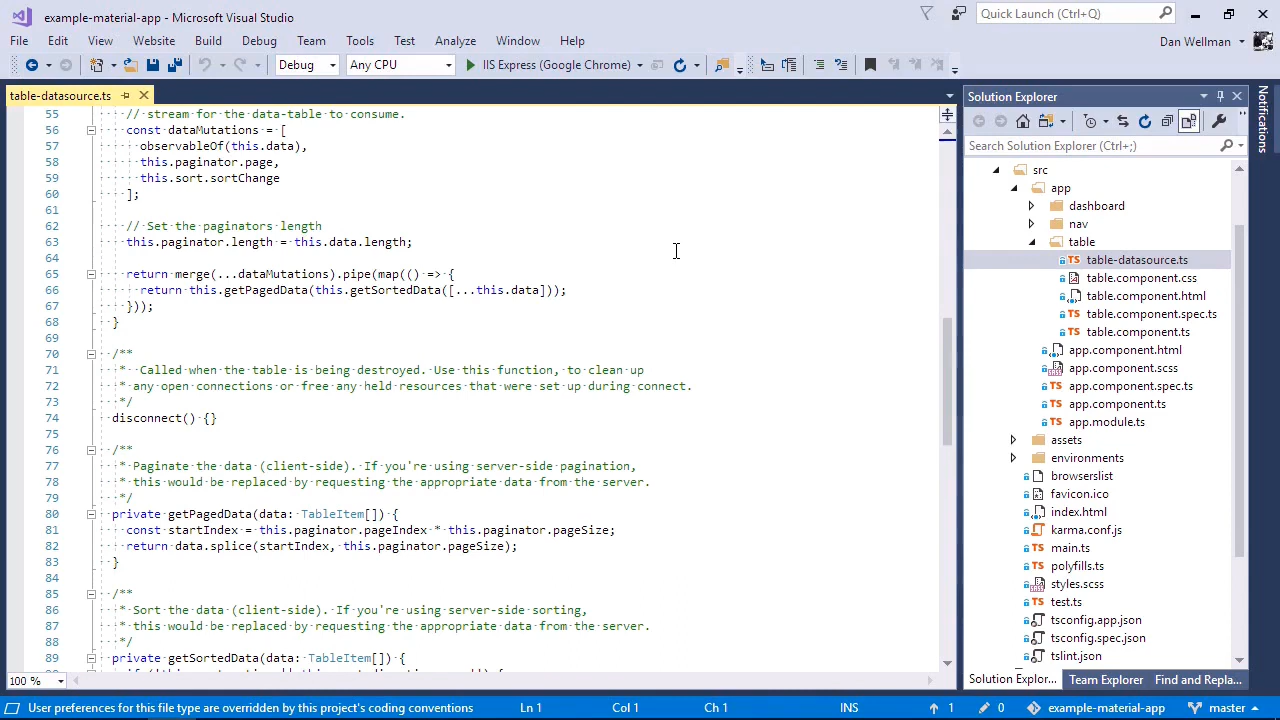 example-material-app - Microsoft Visual Studio
Quick Launch (Ctrl+Q)
File Edit View Website Build Debug Team Tools Test Analyze Window Help
Dan Wellman
Debug Any CPU IIS Express (Google Chrome)
table-datasource.ts
55 // stream for the data-table to consume.
56 const dataMutations = [
57 observableOf(this.data),
58 this.paginator.page,
59 this.sort.sortChange
60 ];
61
62 // Set the paginators length
63 this.paginator.length = this.data.length;
64
65 return merge(...dataMutations).pipe(map(() => {
66 return this.getPagedData(this.getSortedData([...this.data]));
67 }));
68 }
69
70 /**
71 * Called when the table is being destroyed. Use this function, to clean up
72 * any open connections or free any held resources that were set up during connect.
73 */
74 disconnect() {}
75
76 /**
77 * Paginate the data (client-side). If you're using server-side pagination,
78 * this would be replaced by requesting the appropriate data from the server.
79 */
80 private getPagedData(data: TableItem[]) {
81 const startIndex = this.paginator.pageIndex * this.paginator.pageSize;
82 return data.splice(startIndex, this.paginator.pageSize);
83 }
84
85 /**
86 * Sort the data (client-side). If you're using server-side sorting,
87 * this would be replaced by requesting the appropriate data from the server.
88 */
89 private getSortedData(data: TableItem[]) {
100 %
Solution Explorer
Search Solution Explorer (Ctrl+;)
src
app
dashboard
nav
table
TS table-datasource.ts
table.component.css
table.component.html
TS table.component.spec.ts
TS table.component.ts
app.component.html
app.component.scss
TS app.component.spec.ts
TS app.component.ts
TS app.module.ts
assets
environments
browserslist
favicon.ico
index.html
karma.conf.js
TS main.ts
TS polyfills.ts
styles.scss
TS test.ts
tsconfig.app.json
tsconfig.spec.json
tslint.json
Solution Explor... Team Explorer Find and Repla...
Notifications
User preferences for this file type are overridden by this project's coding conventions Ln 1 Col 1 Ch 1 INS 1 0 example-material-app master